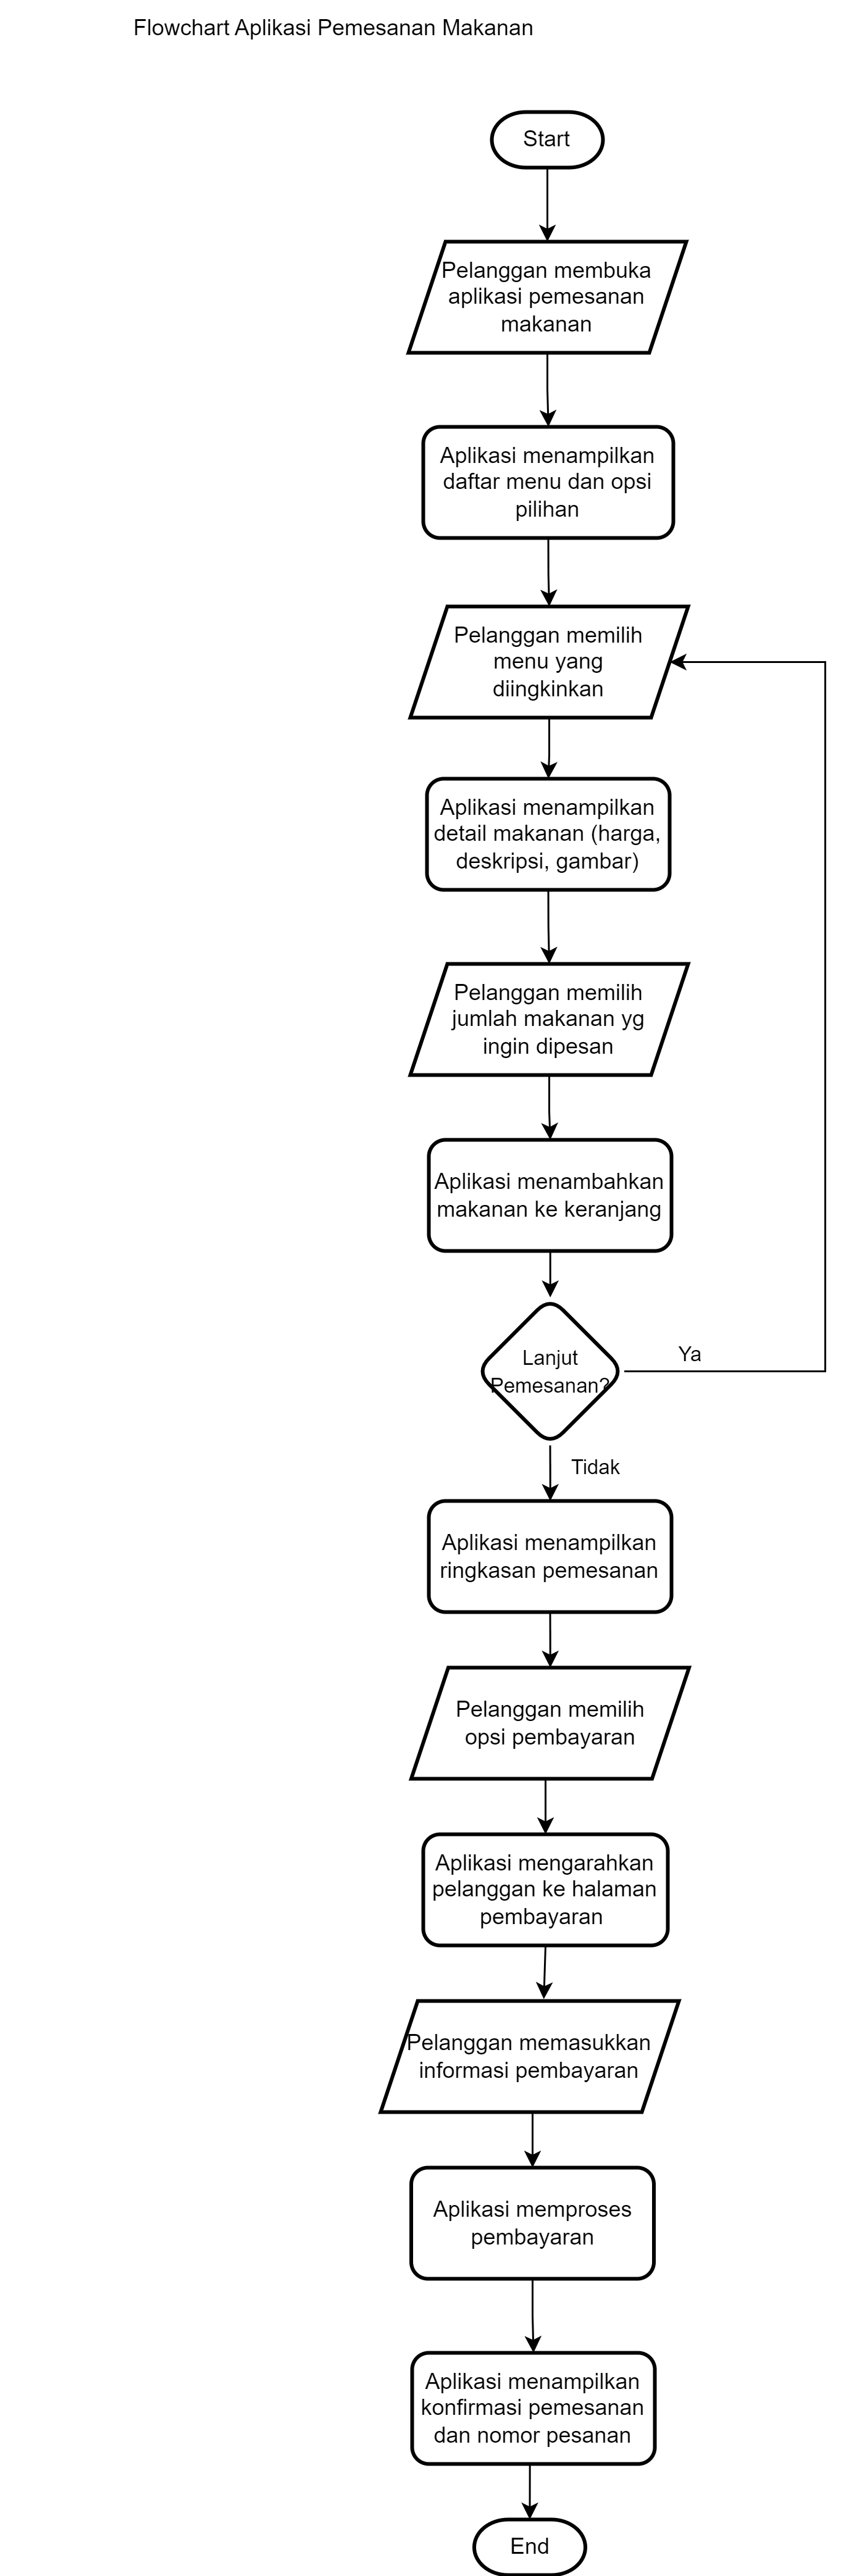 Flowchart Aplikasi Pemesanan Makanan
Start
Pelanggan membuka
aplikasi pemesanan
makanan
Aplikasi menampilkan
daftar menu dan opsi
pilihan
Pelanggan memilih
menu yang
diingkinkan
Aplikasi menampilkan
detail makanan (harga,
deskripsi, gambar)
Pelanggan memilih
jumlah makanan yg
ingin dipesan
Aplikasi menambahkan
makanan ke keranjang
Lanjut
Pemesanan?
Ya
Tidak
Aplikasi menampilkan
ringkasan pemesanan
Pelanggan memilih
opsi pembayaran
Aplikasi mengarahkan
pelanggan ke halaman
pembayaran
Pelanggan memasukkan
informasi pembayaran
Aplikasi memproses
pembayaran
Aplikasi menampilkan
konfirmasi pemesanan
dan nomor pesanan
End